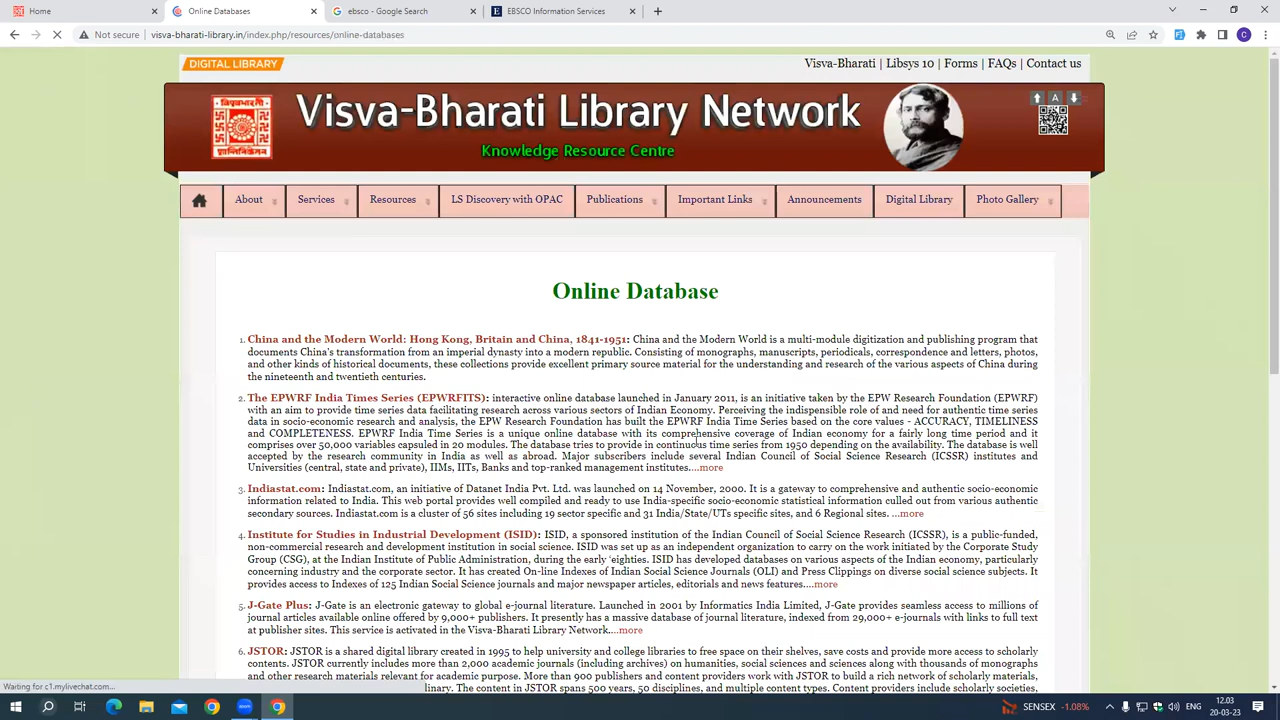 Home
Online Databases
ebsco - Google Search
EBSCO Information Services
Not secure | visva-bharati-library.in/index.php/resources/online-databases
DIGITAL LIBRARY
Visva-Bharati | Libsys 10 | Forms | FAQs | Contact us
Visva-Bharati Library Network
Knowledge Resource Centre
A
About
Services
Resources
LS Discovery with OPAC
Publications
Important Links
Announcements
Digital Library
Photo Gallery
Online Database
1. China and the Modern World: Hong Kong, Britain and China, 1841-1951: China and the Modern World is a multi-module digitization and publishing program that
documents China's transformation from an imperial dynasty into a modern republic. Consisting of monographs, manuscripts, periodicals, correspondence and letters, photos,
and other kinds of historical documents, these collections provide excellent primary source material for the understanding and research of the various aspects of China during
the nineteenth and twentieth centuries.
2. The EPWRF India Times Series (EPWRFITS): interactive online database launched in January 2011, is an initiative taken by the EPW Research Foundation (EPWRF)
with an aim to provide time series data facilitating research across various sectors of Indian Economy. Perceiving the indispensible role of and need for authentic time series
data in socio-economic research and analysis, the EPW Research Foundation has built the EPWRF India Time Series based on the core values - ACCURACY, TIMELINESS
and COMPLETENESS. EPWRF India Time Series is a unique online database with its comprehensive coverage of Indian economy for a fairly long time period and it
comprises over 50,000 variables capsuled in 20 modules. The database tries to provide in continuous time series from 1950 depending on the availability. The database is well
accepted by the research community in India as well as abroad. Major subscribers include several Indian Council of Social Science Research (ICSSR) institutes and
Universities (central, state and private), IIMs, IITs, Banks and top-ranked management institutes....more
3. Indiastat.com: Indiastat.com, an initiative of Datanet India Pvt. Ltd. was launched on 14 November, 2000. It is a gateway to comprehensive and authentic socio-economic
information related to India. This web portal provides well compiled and ready to use India-specific socio-economic statistical information culled out from various authentic
secondary sources. Indiastat.com is a cluster of 56 sites including 19 sector specific and 31 India/State/UTs specific sites, and 6 Regional sites. ...more
4. Institute for Studies in Industrial Development (ISID): ISID, a sponsored institution of the Indian Council of Social Science Research (ICSSR), is a public-funded,
non-commercial research and development institution in social science. ISID was set up as an independent organization to carry on the work initiated by the Corporate Study
Group (CSG), at the Indian Institute of Public Administration, during the early 'eighties. ISID has developed databases on various aspects of the Indian economy, particularly
concerning industry and the corporate sector. It has created On-line Indexes of Indian Social Science Journals (OLI) and Press Clippings on diverse social science subjects. It
provides access to Indexes of 125 Indian Social Science journals and major newspaper articles, editorials and news features....more
5. J-Gate Plus: J-Gate is an electronic gateway to global e-journal literature. Launched in 2001 by Informatics India Limited, J-Gate provides seamless access to millions of
journal articles available online offered by 9,000+ publishers. It presently has a massive database of journal literature, indexed from 29,000+ e-journals with links to full text
at publisher sites. This service is activated in the Visva-Bharati Library Network....more
6. JSTOR: JSTOR is a shared digital library created in 1995 to help university and college libraries to free space on their shelves, save costs and provide more access to scholarly
contents. JSTOR currently includes more than 2,000 academic journals (including archives) on humanities, social sciences and sciences along with thousands of monographs
and other research materials relevant for academic purpose. More than 900 publishers and content providers work with JSTOR to build a rich network of scholarly materials,
linary. The content in JSTOR spans 500 years, 50 disciplines, and multiple content types. Content providers include scholarly societies,
Waiting for c1.mylivechat.com...
SENSEX -1.08%
ENG
12.03
20-03-23